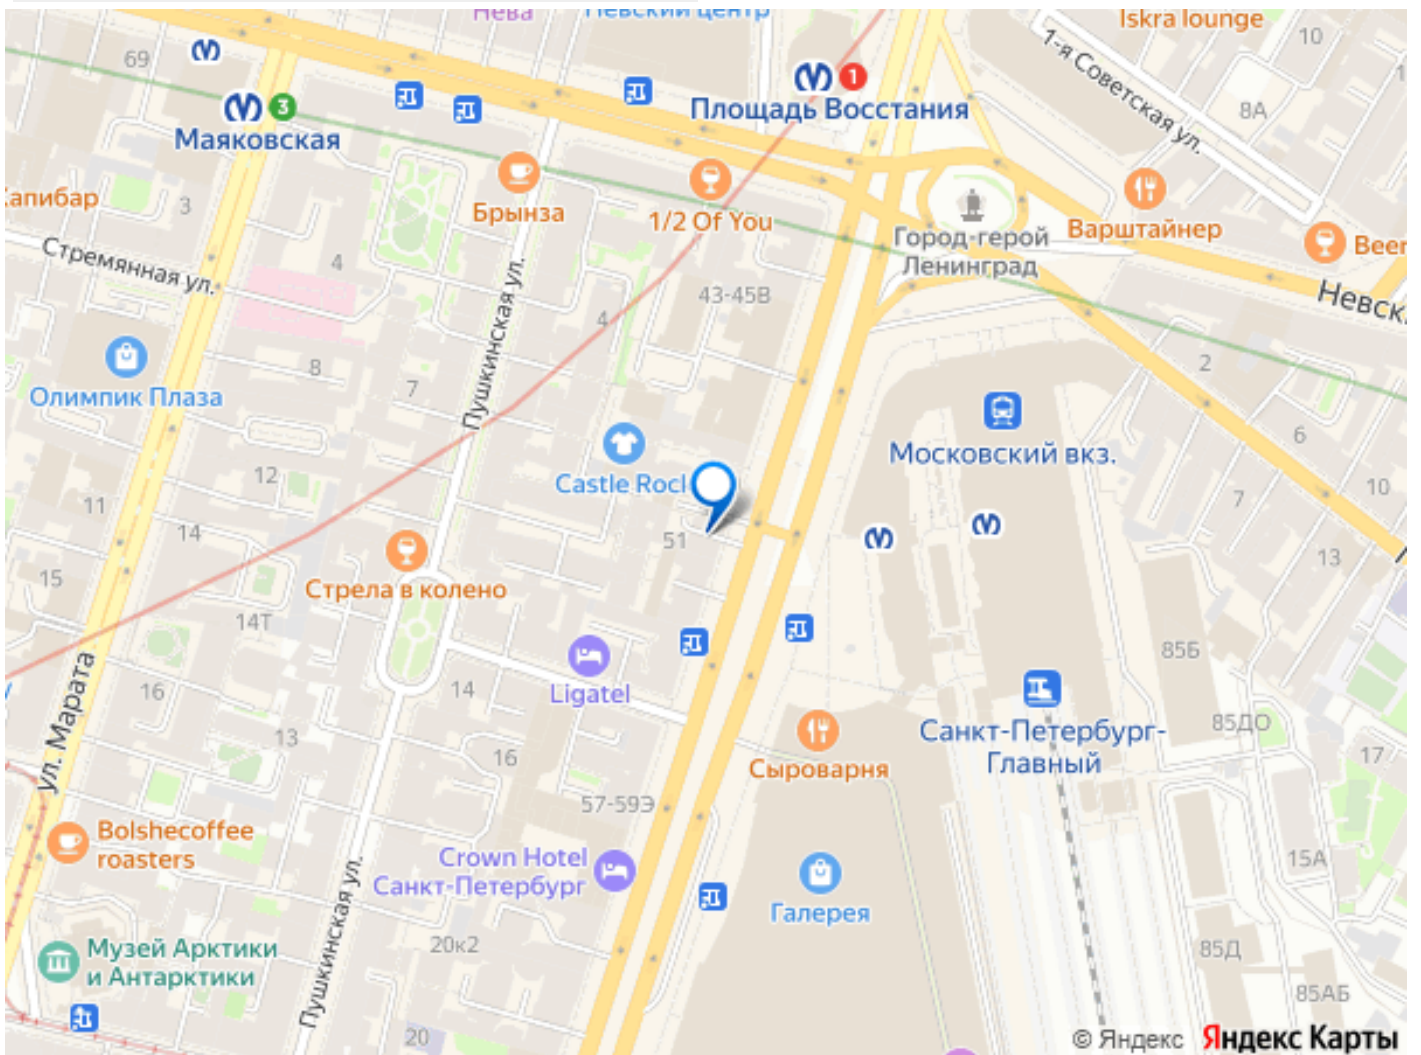 Нева
Невский центр
Iskra lounge
10
1-я Советская ул.
69
1
Площадь Восстания
8А
3
Маяковская
Брынза
1/2 Of You
Варштайнер
Beer
Капибар
3
Стремянная ул.
4
Город-герой
Ленинград
43-45В
4
Невск
Пушкинская ул.
Олимпик Плаза
8
7
2
6
Московский вкз.
Castle Rocl
12
11
14
51
7
10
13
15
Стрела в колено
14Т
85Б
ул. Марата
16
14
Ligatel
13
16
Сыроварня
Санкт-Петербург-
Главный
85ДО
17
57-59Э
Bolshecoffee
roasters
Crown Hotel
Санкт-Петербург
Галерея
15А
Пушкинская ул.
20к2
Музей Арктики
и Антарктики
85Д
85АБ
20
© Яндекс Яндекс Карты